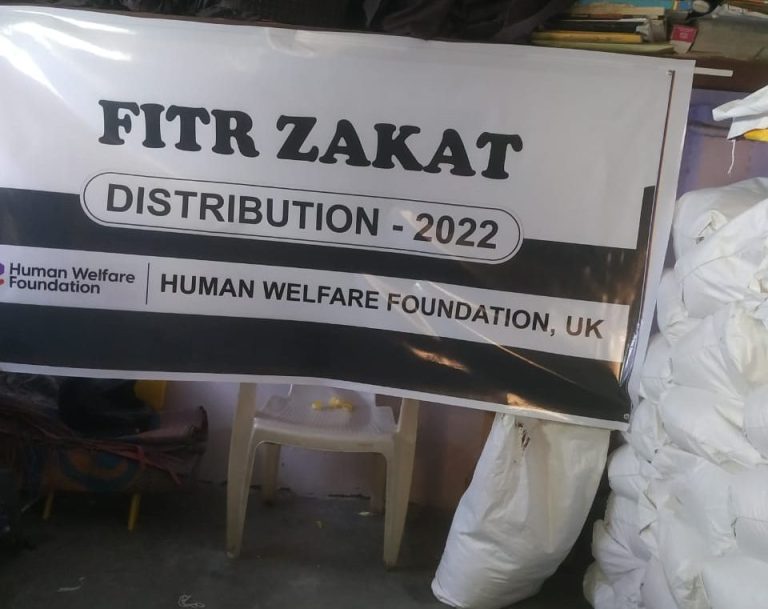 FITR ZAKAT
DISTRIBUTION - 2022
Human Welfare
Foundation
HUMAN WELFARE FOUNDATION, UK